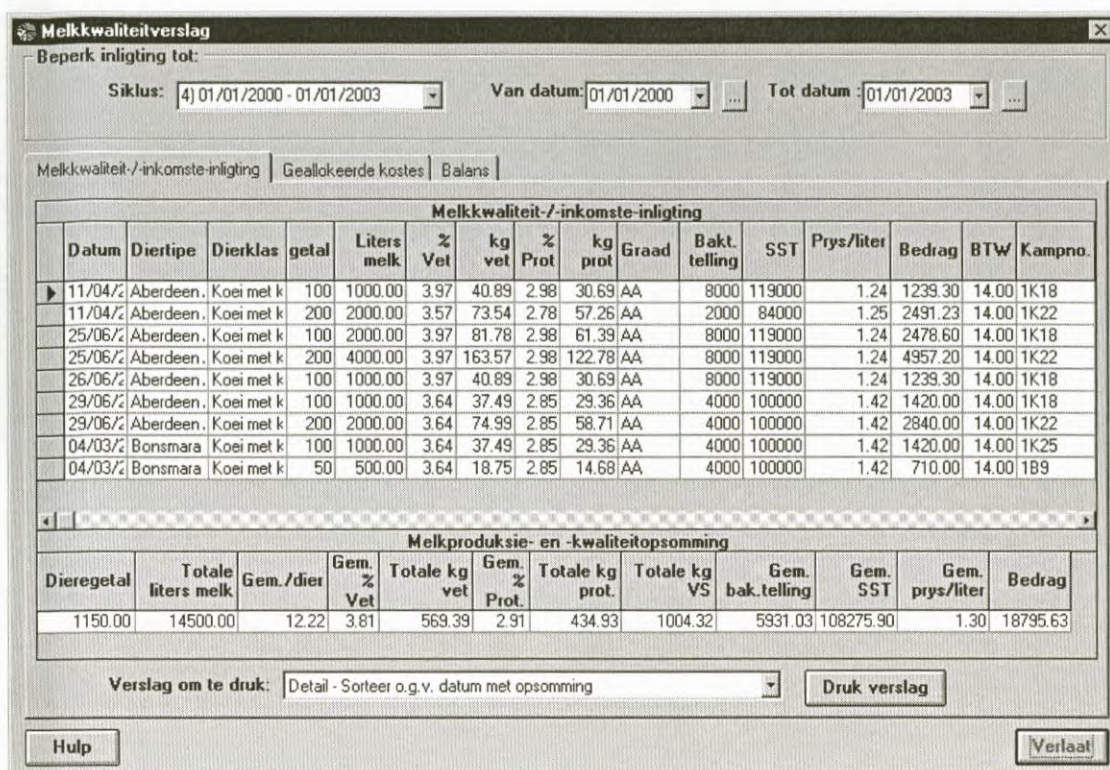 Melkkwaliteitverslag
Beperk inligting tot:
Siklus: 4) 01/01/2000 - 01/01/2003 Van datum: 01/01/2000 ... Tot datum : 01/01/2003 ...
Melkkwaliteit-/-inkomste-inligting Geallokeerde kostes Balans
Melkkwaliteit-/-inkomste-inligting
Datum Diertipe Dierklas getal Liters melk % Vet kg vet % Prot kg prot Graad Bakt. telling SST Prys/liter Bedrag BTW Kampno.
11/04/2 Aberdeen. Koei met k 100 1000.00 3.97 40.89 2.98 30.69 AA 8000 119000 1.24 1239.30 14.00 1K18
11/04/2 Aberdeen. Koei met k 200 2000.00 3.57 73.54 2.78 57.26 AA 2000 84000 1.25 2491.23 14.00 1K22
25/06/2 Aberdeen. Koei met k 100 2000.00 3.97 81.78 2.98 61.39 AA 8000 119000 1.24 2478.60 14.00 1K18
25/06/2 Aberdeen. Koei met k 200 4000.00 3.97 163.57 2.98 122.78 AA 8000 119000 1.24 4957.20 14.00 1K22
26/06/2 Aberdeen. Koei met k 100 1000.00 3.97 40.89 2.98 30.69 AA 8000 119000 1.24 1239.30 14.00 1K18
29/06/2 Aberdeen. Koei met k 100 1000.00 3.64 37.49 2.85 29.36 AA 4000 100000 1.42 1420.00 14.00 1K18
29/06/2 Aberdeen. Koei met k 200 2000.00 3.64 74.99 2.85 58.71 AA 4000 100000 1.42 2840.00 14.00 1K22
04/03/2 Bonsmara Koei met k 100 1000.00 3.64 37.49 2.85 29.36 AA 4000 100000 1.42 1420.00 14.00 1K25
04/03/2 Bonsmara Koei met k 50 500.00 3.64 18.75 2.85 14.68 AA 4000 100000 1.42 710.00 14.00 1B9
Melkproduksie- en -kwaliteitopsomming
Dieregetal Totale liters melk Gem./dier Gem. % Vet Totale kg vet Gem. % Prot. Totale kg prot. Totale kg VS Gem. bak.telling Gem. SST Gem. prys/liter Bedrag
1150.00 14500.00 12.22 3.81 569.39 2.91 434.93 1004.32 5931.03 108275.90 1.30 18795.63
Verslag om te druk: Detail - Sorteer o.g.v. datum met opsomming Druk verslag
Hulp Verlaat